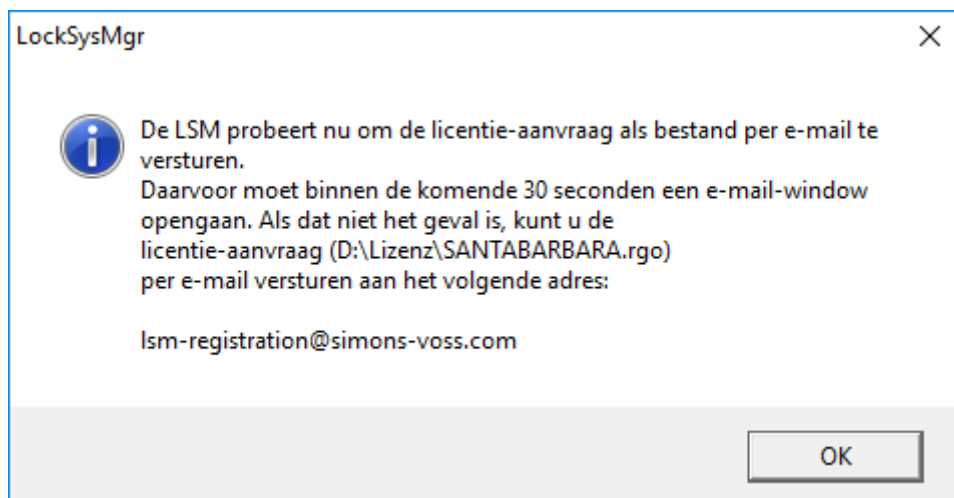 LockSysMgr
De LSM probeert nu om de licentie-aanvraag als bestand per e-mail te
versturen.
Daarvoor moet binnen de komende 30 seconden een e-mail-window
opengaan. Als dat niet het geval is, kunt u de
licentie-aanvraag (D:\Lizenz\SANTABARBARA.rgo)
per e-mail versturen aan het volgende adres:
lsm-registration@simons-voss.com
OK